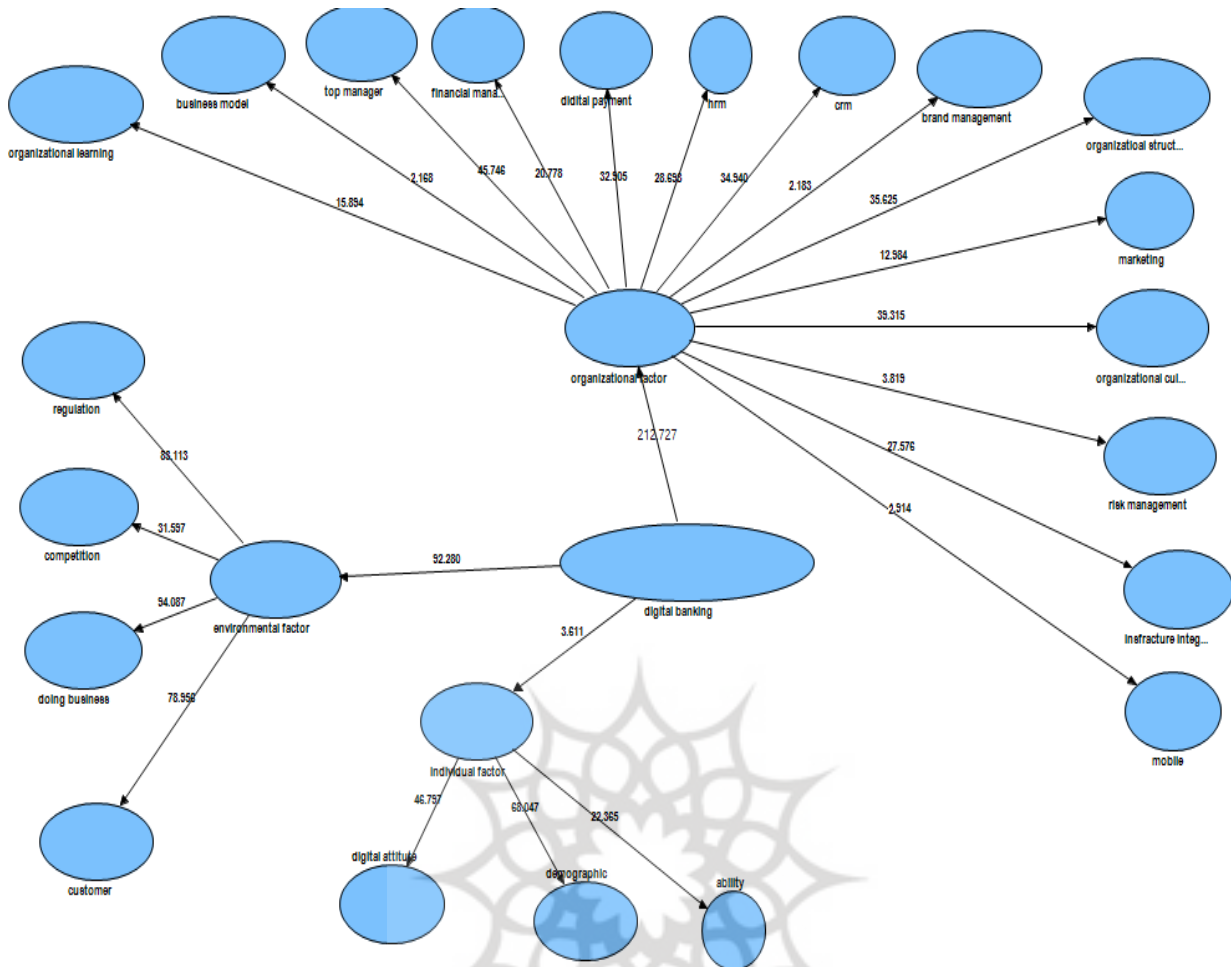 top manager
financial mana...
didital payment
hrm
crm
brand management
business model
organizational learning
organizatioal struct...
45.746
20.778
32.905
28.698
34.940
2.183
2.168
15.894
35.625
marketing
12.984
39.315
organizational factor
organizational cul...
3.819
regulation
212.727
27.576
88.113
risk management
2.914
31.597
competition
92.280
94.087
environmental factor
digital banking
3.611
insfracture integ...
doing business
78.956
mobile
individual factor
46.797
68.047
22.365
digital attiture
demographic
ability
customer